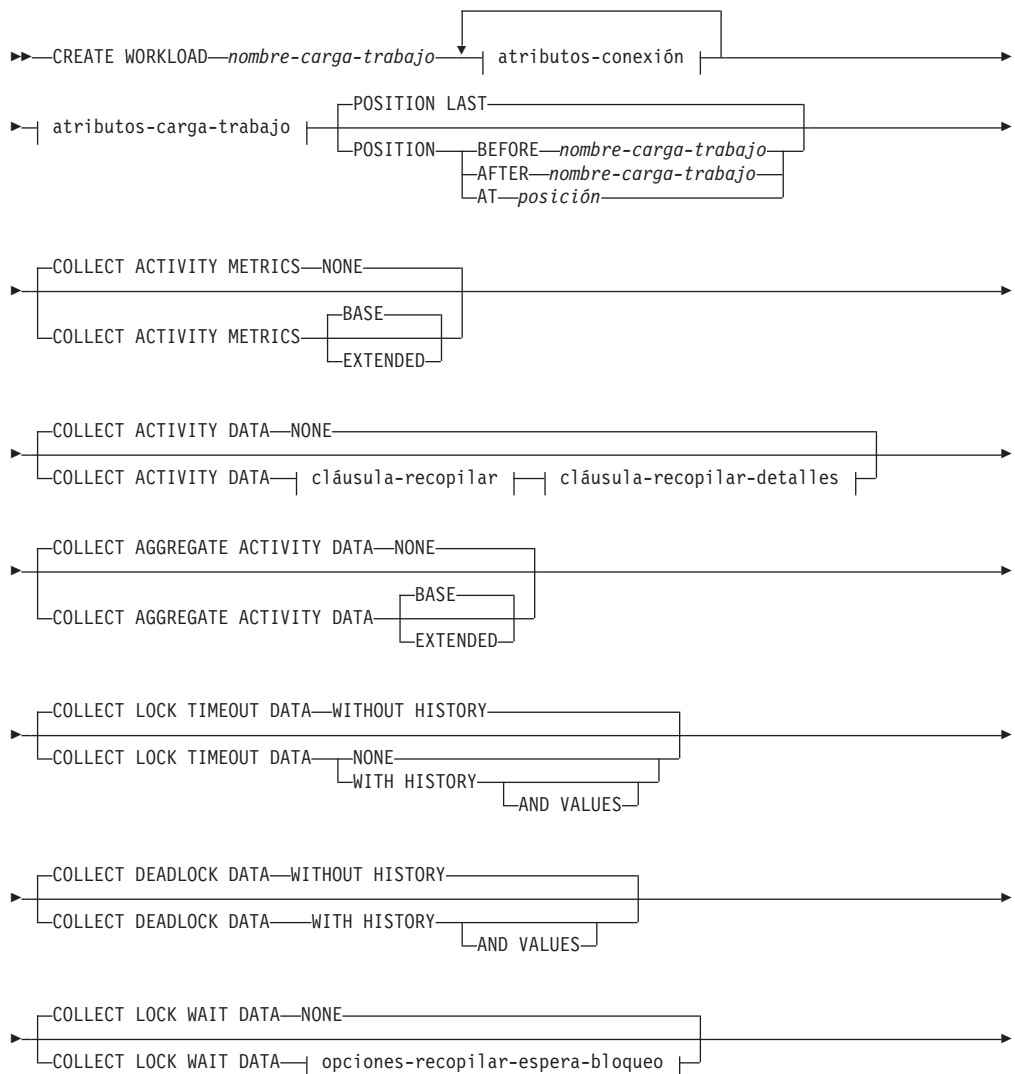 CREATE WORKLOAD nombre-carga-trabajo atributos-conexión
atributos-carga-trabajo POSITION LAST
POSITION BEFORE nombre-carga-trabajo
AFTER nombre-carga-trabajo
AT posición
COLLECT ACTIVITY METRICS NONE
COLLECT ACTIVITY METRICS BASE
EXTENDED
COLLECT ACTIVITY DATA NONE
COLLECT ACTIVITY DATA cláusula-recopilar cláusula-recopilar-detalles
COLLECT AGGREGATE ACTIVITY DATA NONE
COLLECT AGGREGATE ACTIVITY DATA BASE
EXTENDED
COLLECT LOCK TIMEOUT DATA WITHOUT HISTORY
COLLECT LOCK TIMEOUT DATA NONE
WITH HISTORY
AND VALUES
COLLECT DEADLOCK DATA WITHOUT HISTORY
COLLECT DEADLOCK DATA WITH HISTORY
AND VALUES
COLLECT LOCK WAIT DATA NONE
COLLECT LOCK WAIT DATA opciones-recopilar-espera-bloqueo